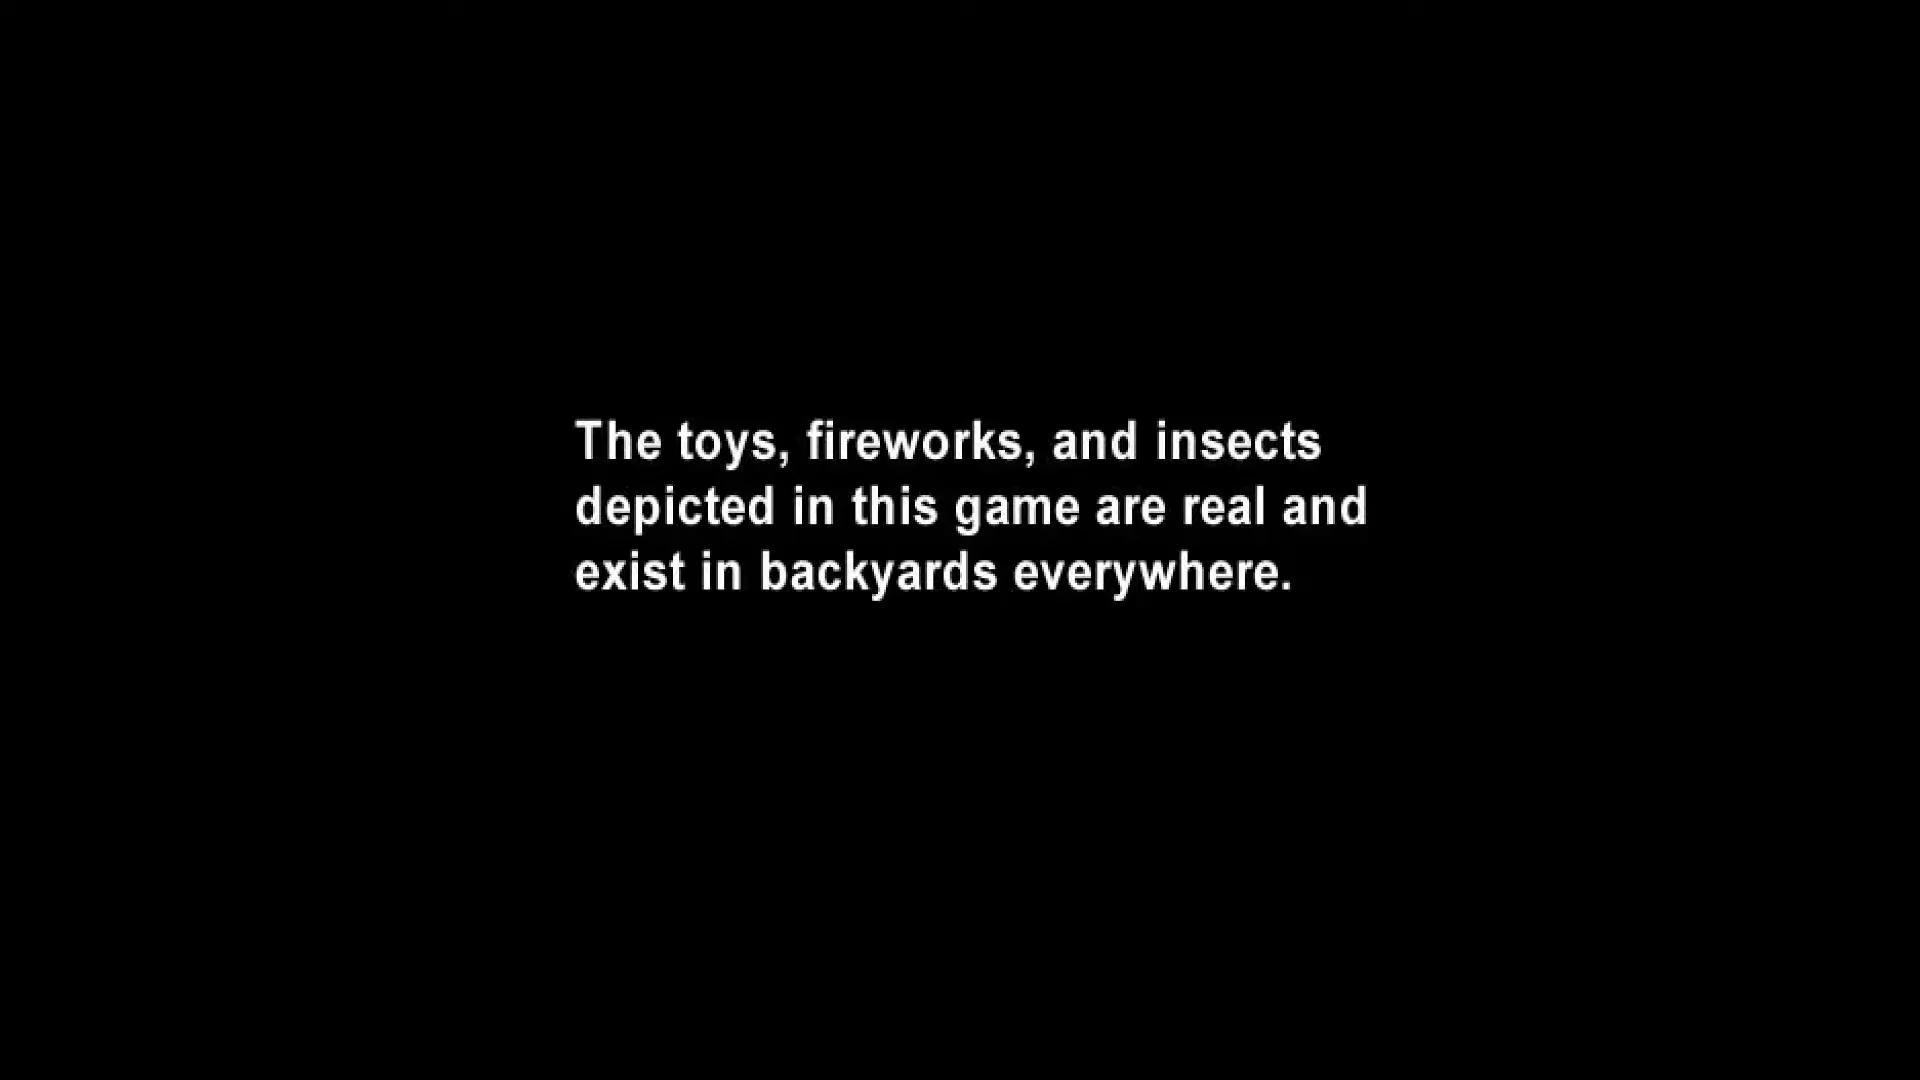 The toys, fireworks, and insects
depicted in this game are real and
exist in backyards everywhere.